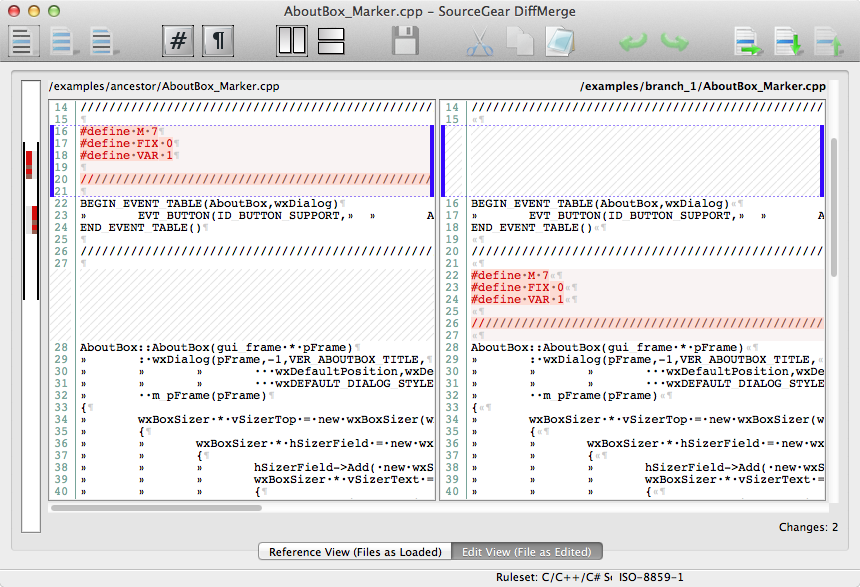 AboutBox_Marker.cpp – SourceGear DiffMerge
# ¶
/examples/ancestor/AboutBox_Marker.cpp
14 ////////////////////////////////////////////////
15 ¶
16 #define·M·7¶
17 #define·FIX·0¶
18 #define·VAR·1¶
19 ¶
20 ////////////////////////////////////////////////
21 ¶
22 BEGIN EVENT TABLE(AboutBox,wxDialog)¶
23 » EVT BUTTON(ID BUTTON SUPPORT,» » A
24 END EVENT TABLE()¶
25 ¶
26 ////////////////////////////////////////////////
27 ¶
28 AboutBox::AboutBox(gui frame·*·pFrame)¶
29 » :·wxDialog(pFrame,-1,VER ABOUTBOX TITLE,¶
30 » » » ···wxDefaultPosition,wxDe
31 » » » ···wxDEFAULT DIALOG STYLE
32 » ··m pFrame(pFrame)¶
33 {¶
34 » wxBoxSizer·*·vSizerTop·=·new·wxBoxSizer(w
35 » {¶
36 » » wxBoxSizer·*·hSizerField·=·new·wx
37 » » {¶
38 » » » hSizerField->Add(·new·wxS
39 » » » wxBoxSizer·*·vSizerText·=
40 » » » {¶
/examples/branch_1/AboutBox_Marker.cpp
14 ////////////////////////////////////////////////
15 «¶
16 BEGIN EVENT TABLE(AboutBox,wxDialog)«¶
17 » EVT BUTTON(ID BUTTON SUPPORT,» » A
18 END EVENT TABLE()«¶
19 «¶
20 ////////////////////////////////////////////////
21 «¶
22 #define·M·7«¶
23 #define·FIX·0«¶
24 #define·VAR·1«¶
25 «¶
26 ////////////////////////////////////////////////
27 «¶
28 AboutBox::AboutBox(gui frame·*·pFrame)«¶
29 » :·wxDialog(pFrame,-1,VER ABOUTBOX TITLE,«
30 » » » ···wxDefaultPosition,wxDe
31 » » » ···wxDEFAULT DIALOG STYLE
32 » ··m pFrame(pFrame)«¶
33 {«¶
34 » wxBoxSizer·*·vSizerTop·=·new·wxBoxSizer(w
35 » {«¶
36 » » wxBoxSizer·*·hSizerField·=·new·wx
37 » » {«¶
38 » » » hSizerField->Add(·new·wxS
39 » » » wxBoxSizer·*·vSizerText·=
40 » » » {«¶
Changes: 2
Reference View (Files as Loaded) Edit View (File as Edited)
Ruleset: C/C++/C# Sc ISO-8859-1